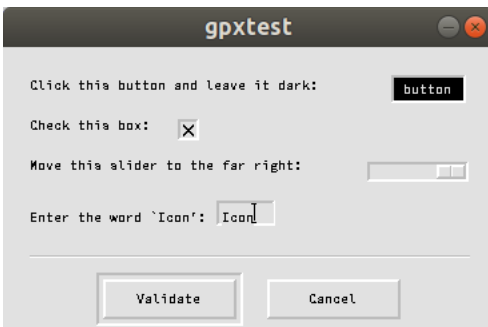 gpxtest
Click this button and leave it dark: button
Check this box:
Move this slider to the far right:
Enter the word `Icon': Icon
Validate Cancel